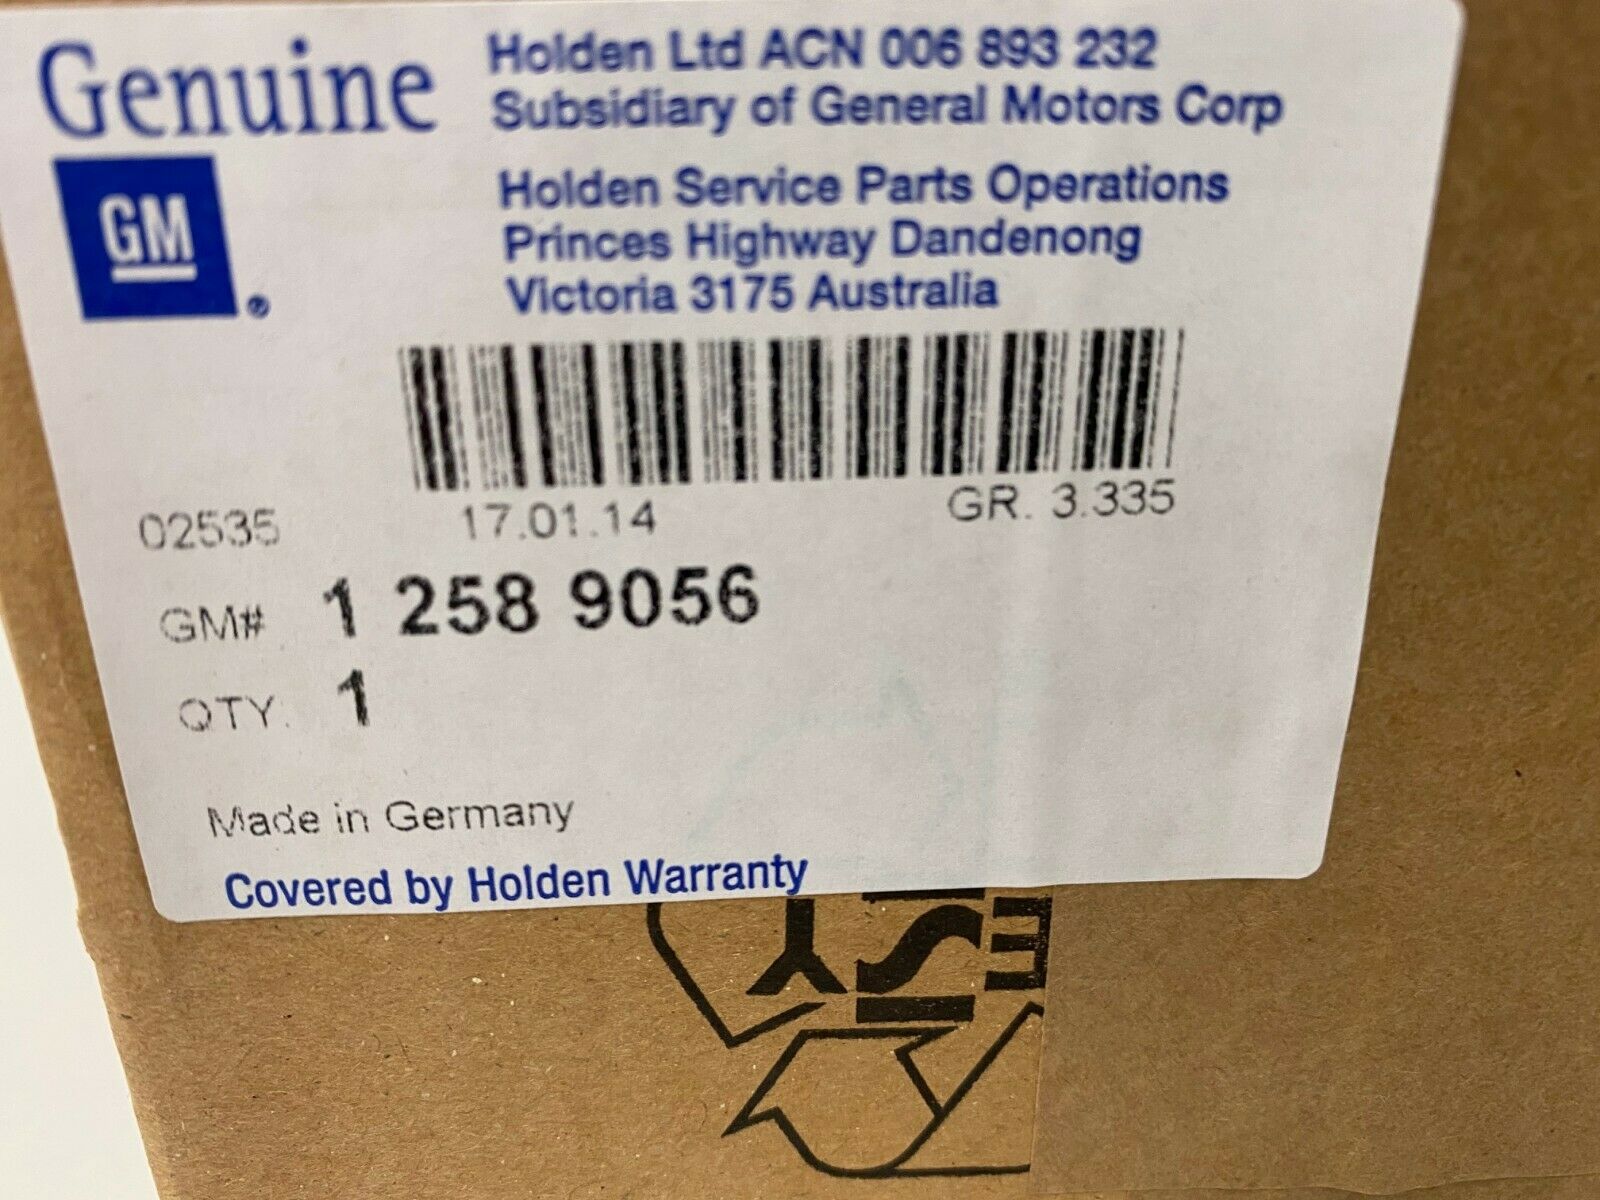 Genuine
Holden Ltd ACN 006 893 232
Subsidiary of General Motors Corp
GM
®
Holden Service Parts Operations
Princes Highway Dandenong
Victoria 3175 Australia
02535 17.01.14 GR. 3.335
GM# 1 258 9056
QTY. 1
Made in Germany
Covered by Holden Warranty